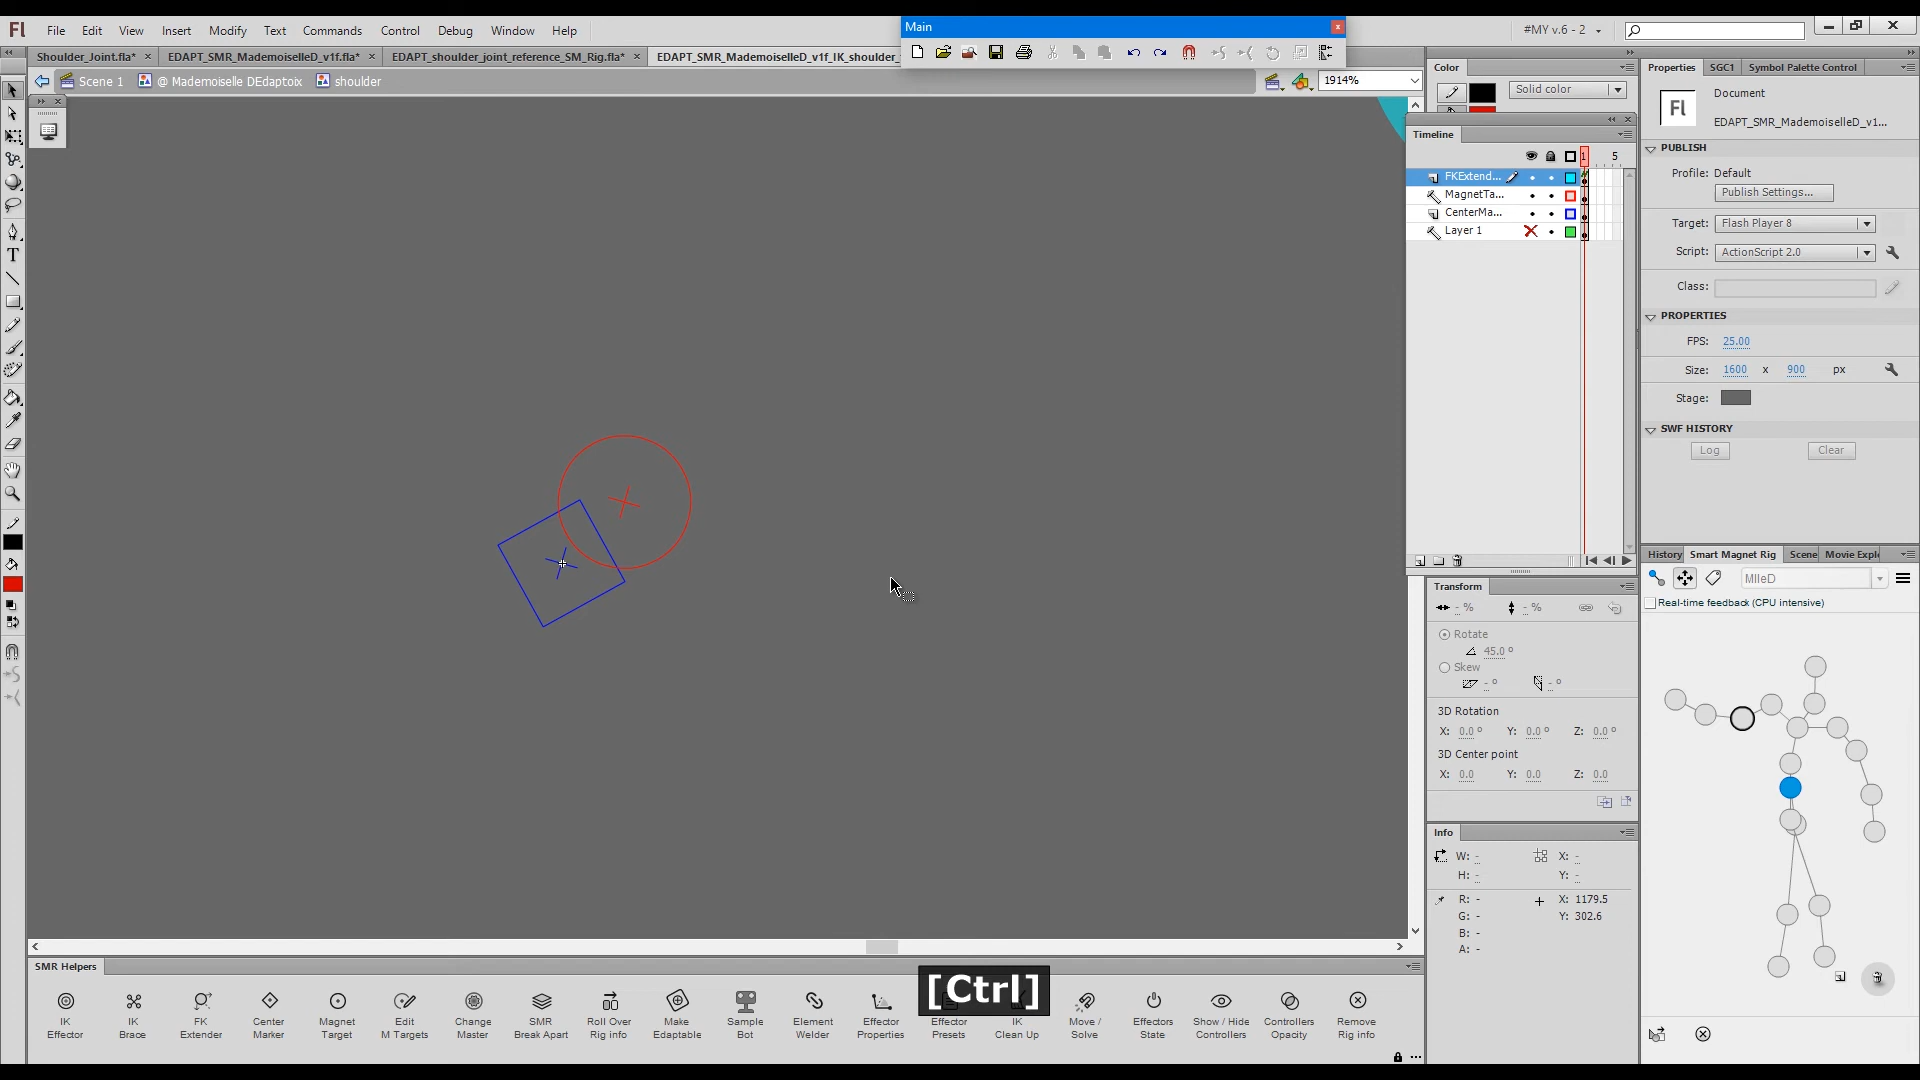 Main
Fl File Edit View Insert Modify Text Commands Control Debug Window Help
#MY v.6 - 2
Shoulder_Joint.fla* × EDAPT_SMR_MademoiselleD_v1f.fla* × EDAPT_shoulder_joint_reference_SM_Rig.fla* × EDAPT_SMR_MademoiselleD_v1f_IK_shoulder_
Scene 1 @ Mademoiselle DEdaptoix shoulder
1914%
Color
Solid color
Timeline
1 5
FKExtend...
MagnetTa...
CenterMa...
Layer 1
Transform
- % - %
Rotate
45.0 °
Skew
- ° - °
3D Rotation
X: 0.0 ° Y: 0.0 ° Z: 0.0 °
3D Center point
X: 0.0 Y: 0.0 Z: 0.0
Info
W: - X: -
H: - Y: -
R: - X: 1179.5
G: - Y: 302.6
B: -
A: -
Properties SGC1 Symbol Palette Control
Fl
Document
EDAPT_SMR_MademoiselleD_v1...
PUBLISH
Profile: Default
Publish Settings...
Target: Flash Player 8
Script: ActionScript 2.0
Class:
PROPERTIES
FPS: 25.00
Size: 1600 x 900 px
Stage:
SWF HISTORY
Log Clear
History Smart Magnet Rig Scene Movie Expl
MlleD
Real-time feedback (CPU intensive)
SMR Helpers
[Ctrl]
IK Effector
IK Brace
FK Extender
Center Marker
Magnet Target
Edit M Targets
Change Master
SMR Break Apart
Roll Over Rig info
Make Edaptable
Sample Bot
Element Welder
Effector Properties
Effector Presets
IK Clean Up
Move / Solve
Effectors State
Show / Hide Controllers
Controllers Opacity
Remove Rig info